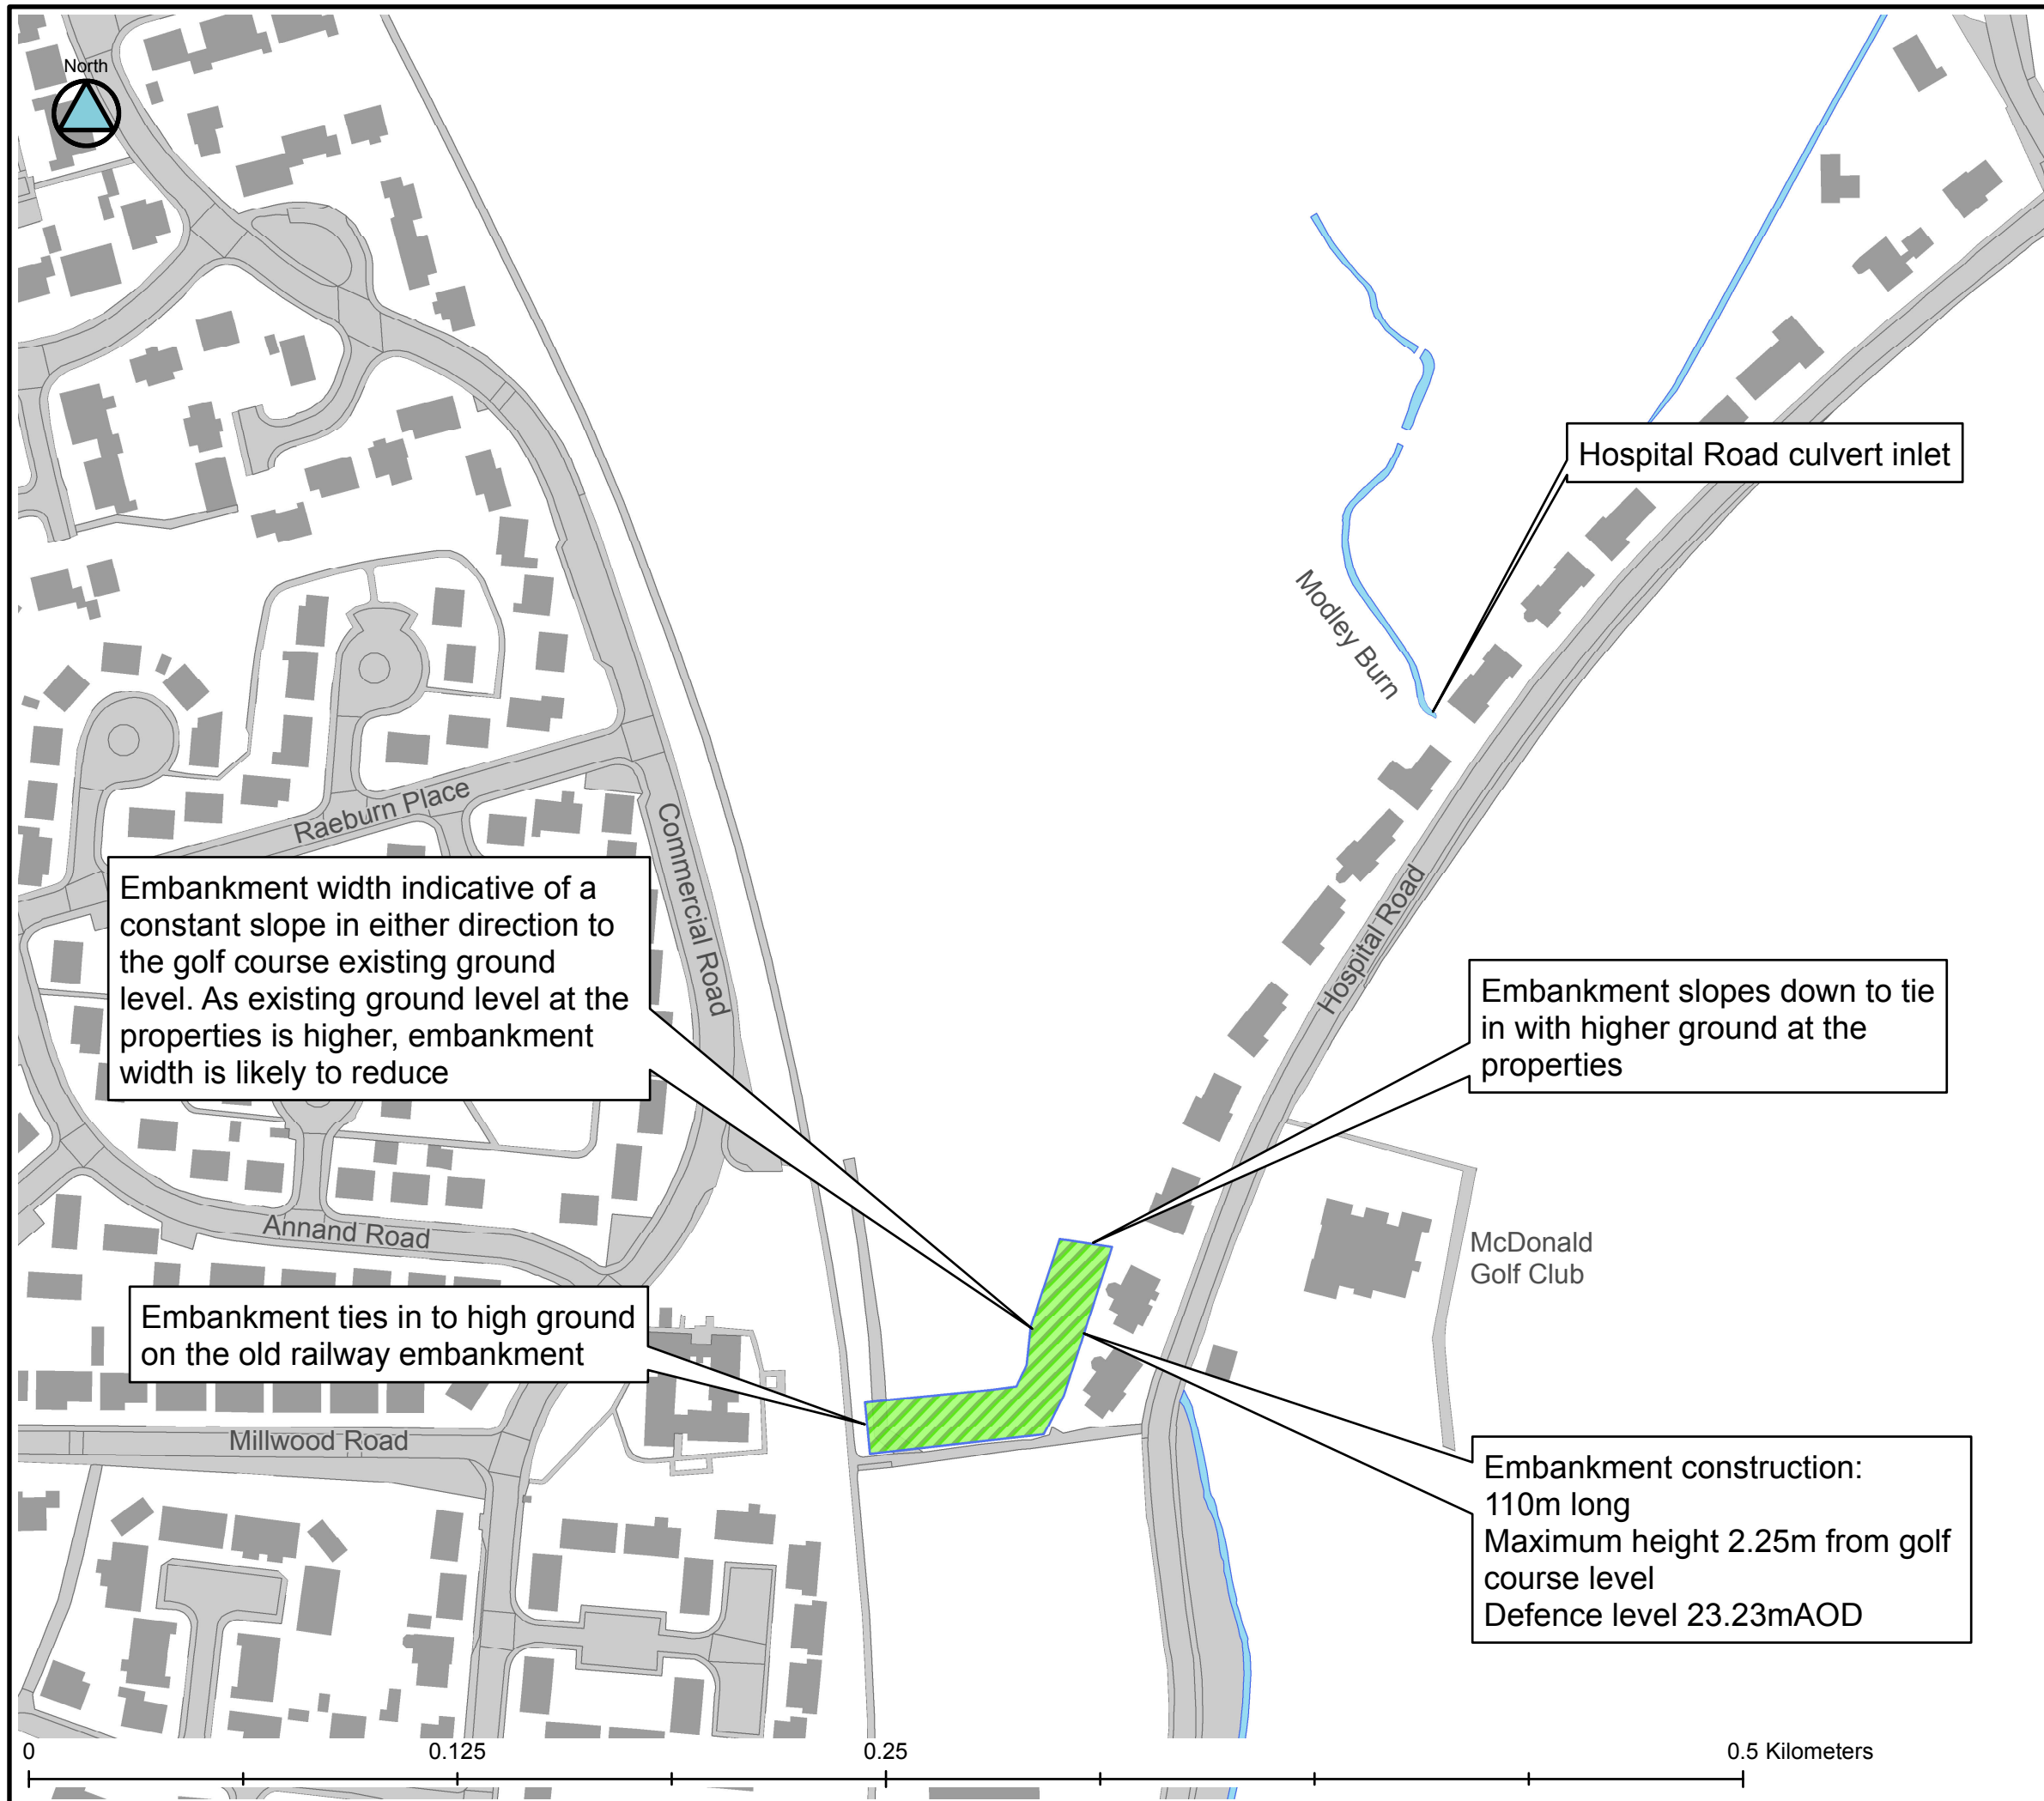 North
Hospital Road culvert inlet
Modley Burn
Raeburn Place
Commercial Road
Embankment width indicative of a
constant slope in either direction to
the golf course existing ground
level. As existing ground level at the
properties is higher, embankment
width is likely to reduce
Hospital Road
Embankment slopes down to tie
in with higher ground at the
properties
Annand Road
McDonald
Golf Club
Embankment ties in to high ground
on the old railway embankment
Millwood Road
Embankment construction:
110m long
Maximum height 2.25m from golf
course level
Defence level 23.23mAOD
0 0.125 0.25 0.5 Kilometers